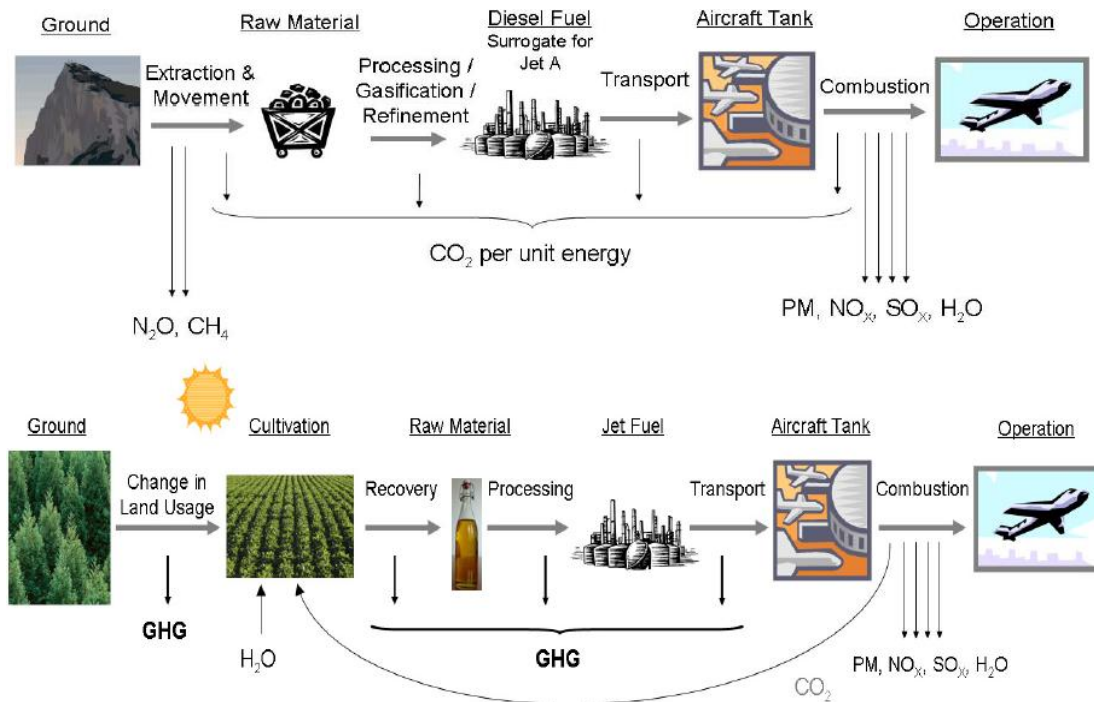 Ground
Raw Material
Diesel Fuel
Surrogate for
Jet A
Aircraft Tank
Operation
Extraction &
Movement
Processing /
Gasification /
Refinement
Transport
Combustion
CO₂ per unit energy
N₂O, CH₄
PM, NOₓ, SOₓ, H₂O
Ground
Cultivation
Raw Material
Jet Fuel
Aircraft Tank
Operation
Change in
Land Usage
Recovery
Processing
Transport
Combustion
GHG
H₂O
GHG
CO₂
PM, NOₓ, SOₓ, H₂O